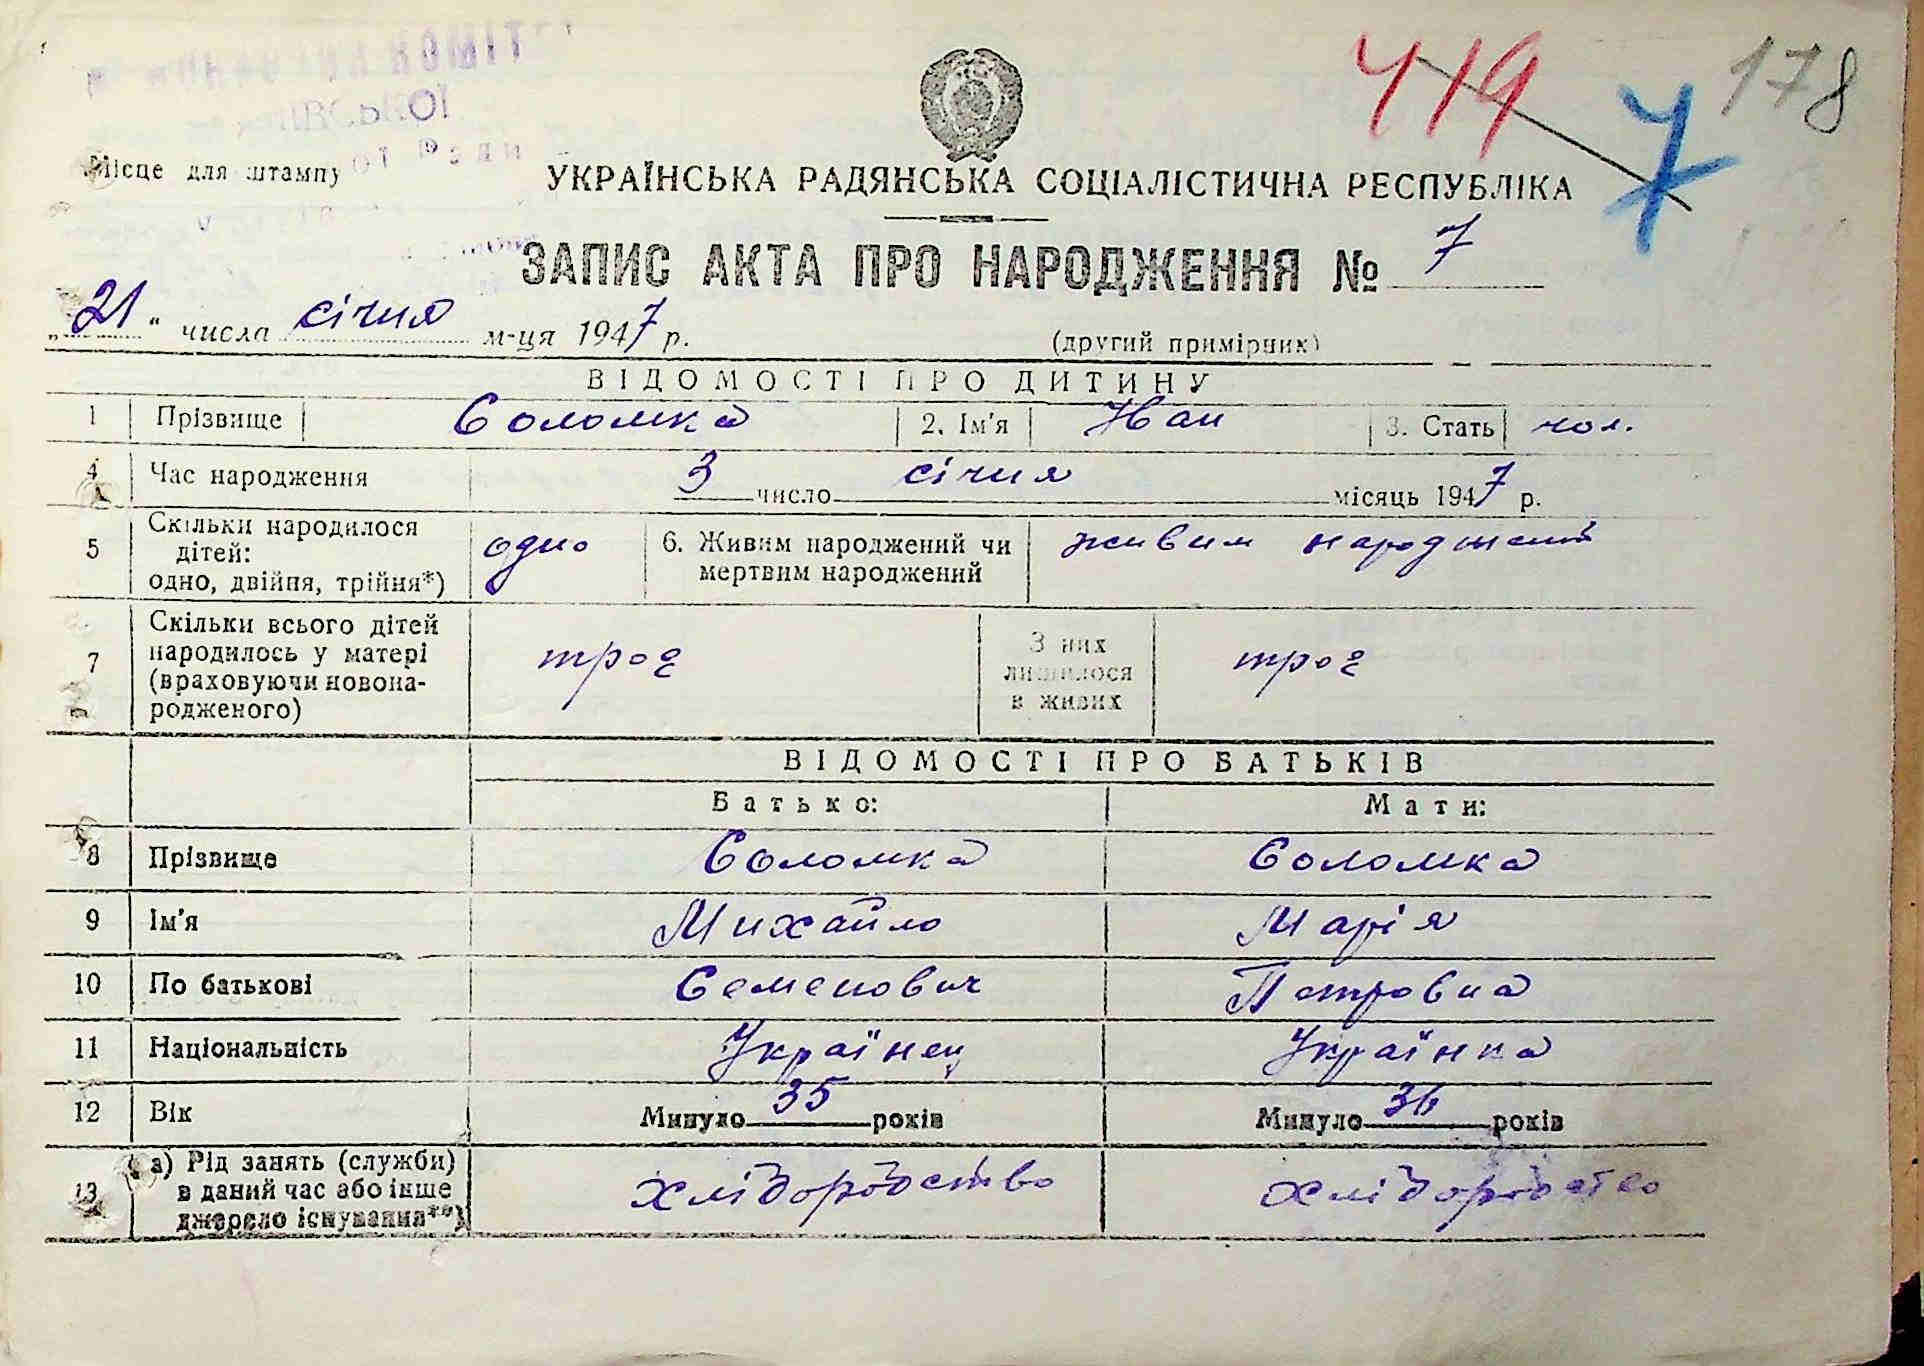 419 7 178
Місце для штампу
УКРАЇНСЬКА РАДЯНСЬКА СОЦІАЛІСТИЧНА РЕСПУБЛІКА
ЗАПИС АКТА ПРО НАРОДЖЕННЯ № 7
„21" числа січня м-ця 1947 р. (другий примірник)
ВІДОМОСТІ ПРО ДИТИНУ
1 Прізвище Соломка 2. Ім'я Іван 3. Стать чол.
4 Час народження 3 число січня місяць 1947 р.
5 Скільки народилося дітей: одно, двійня, трійня*) одно 6. Живим народжений чи мертвим народжений живим народжений
7 Скільки всього дітей народилось у матері (враховуючи новонародженого) троє З них лишилося в живих троє
ВІДОМОСТІ ПРО БАТЬКІВ
Батько: Мати:
8 Прізвище Соломка Соломка
9 Ім'я Михайло Марія
10 По батькові Семенович Петровна
11 Національність Українец Українка
12 Вік Минуло 35 років Минуло 36 років
13 а) Рід занять (служби) в даний час або інше джерело існування**) хліборобство хліборобство